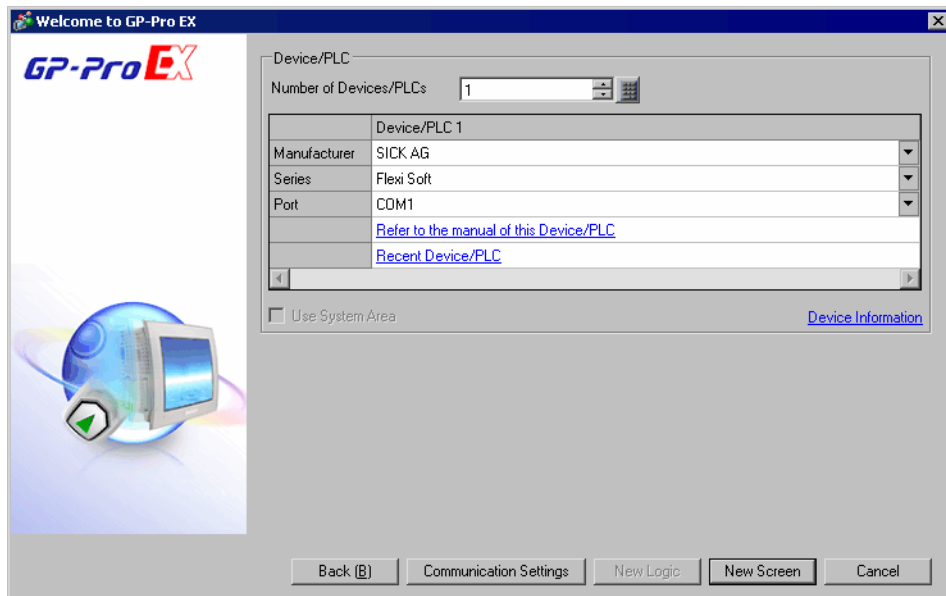 Welcome to GP-Pro EX
GP-Pro EX
Device/PLC
Number of Devices/PLCs 1
Device/PLC 1
Manufacturer SICK AG
Series Flexi Soft
Port COM1
Refer to the manual of this Device/PLC
Recent Device/PLC
Use System Area Device Information
Back (B) Communication Settings New Logic New Screen Cancel